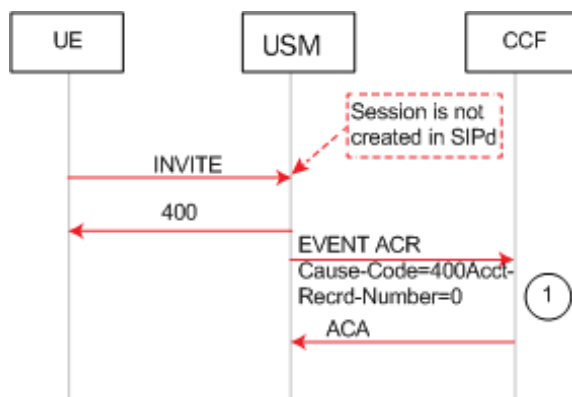 UE
USM
CCF
Session is not
created in SIPd
INVITE
400
EVENT ACR
Cause-Code=400Acct-
Recrd-Number=0
1
ACA